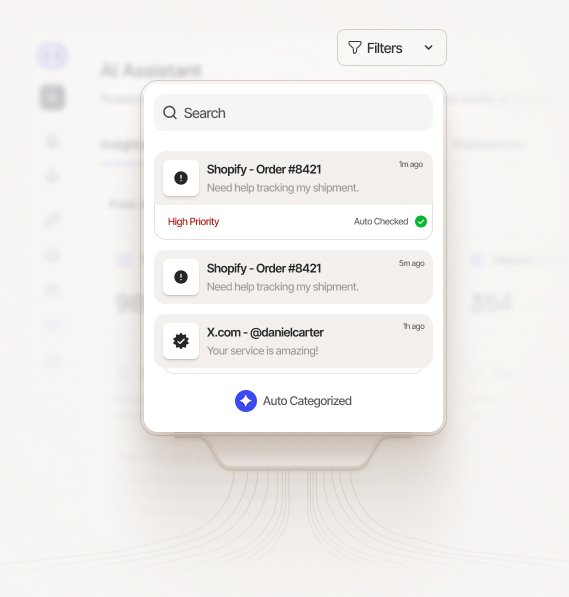 Filters
AI Assistant
Search
Shopify - Order #8421
1m ago
Need help tracking my shipment.
High Priority
Auto Checked
Shopify - Order #8421
5m ago
Need help tracking my shipment.
X.com - @danielcarter
1h ago
Your service is amazing!
354
Auto Categorized